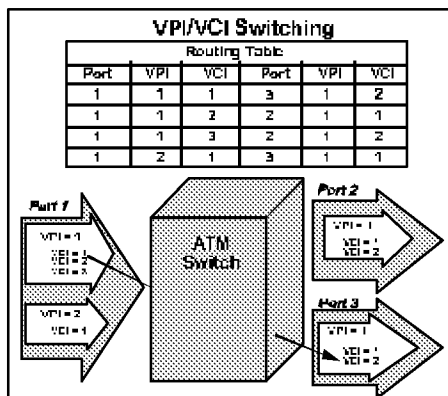 VPI/VCI Switching
Routing Table
Port VPI VCI Port VPI VCI
1 1 1 3 1 2
1 1 2 2 1 1
1 1 3 2 1 2
1 2 1 3 1 1
Port 1
VPI = 1
VCI = 1
VCI = 2
VCI = 3
VPI = 2
VCI = 1
ATM
Switch
Port 2
VPI = 1
VCI = 1
VCI = 2
Port 3
VPI = 1
VCI = 1
VCI = 2